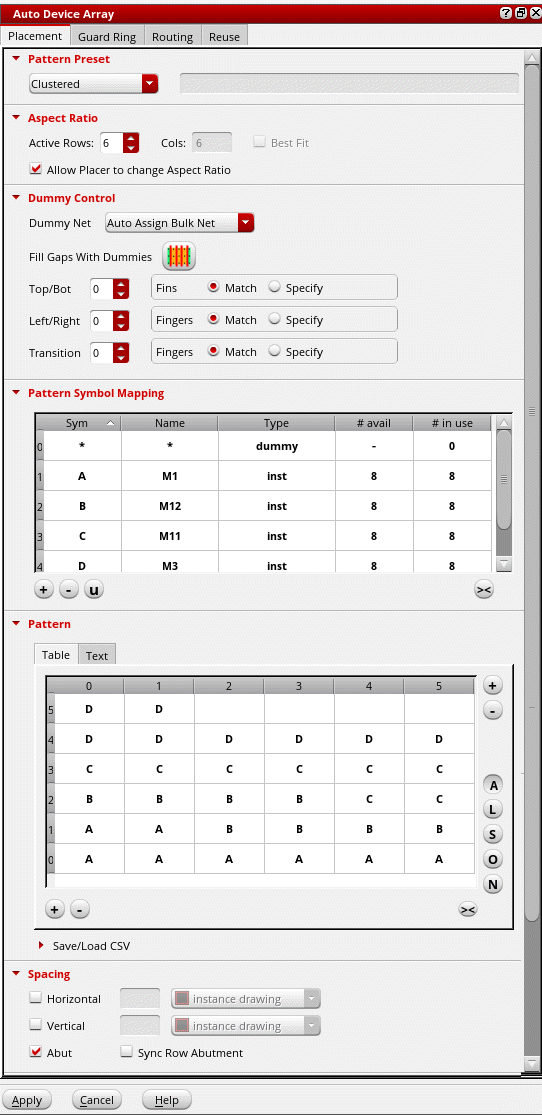 Auto Device Array
Placement Guard Ring Routing Reuse
Pattern Preset
Clustered
Aspect Ratio
Active Rows: 6 Cols: 6 Best Fit
Allow Placer to change Aspect Ratio
Dummy Control
Dummy Net Auto Assign Bulk Net
Fill Gaps With Dummies
Top/Bot 0 Fins Match Specify
Left/Right 0 Fingers Match Specify
Transition 0 Fingers Match Specify
Pattern Symbol Mapping
Sym Name Type # avail # in use
0 * * dummy - 0
1 A M1 inst 8 8
2 B M12 inst 8 8
3 C M11 inst 8 8
4 D M3 inst 8 8
+ - u ><
Pattern
Table Text
0 1 2 3 4 5 +
5 D D -
4 D D D D D D
3 C C C C C C A
2 B B B B C C L
1 A A B B B B S
0 A A A A A A O
N
+ - ><
Save/Load CSV
Spacing
Horizontal instance drawing
Vertical instance drawing
Abut Sync Row Abutment
Apply Cancel Help